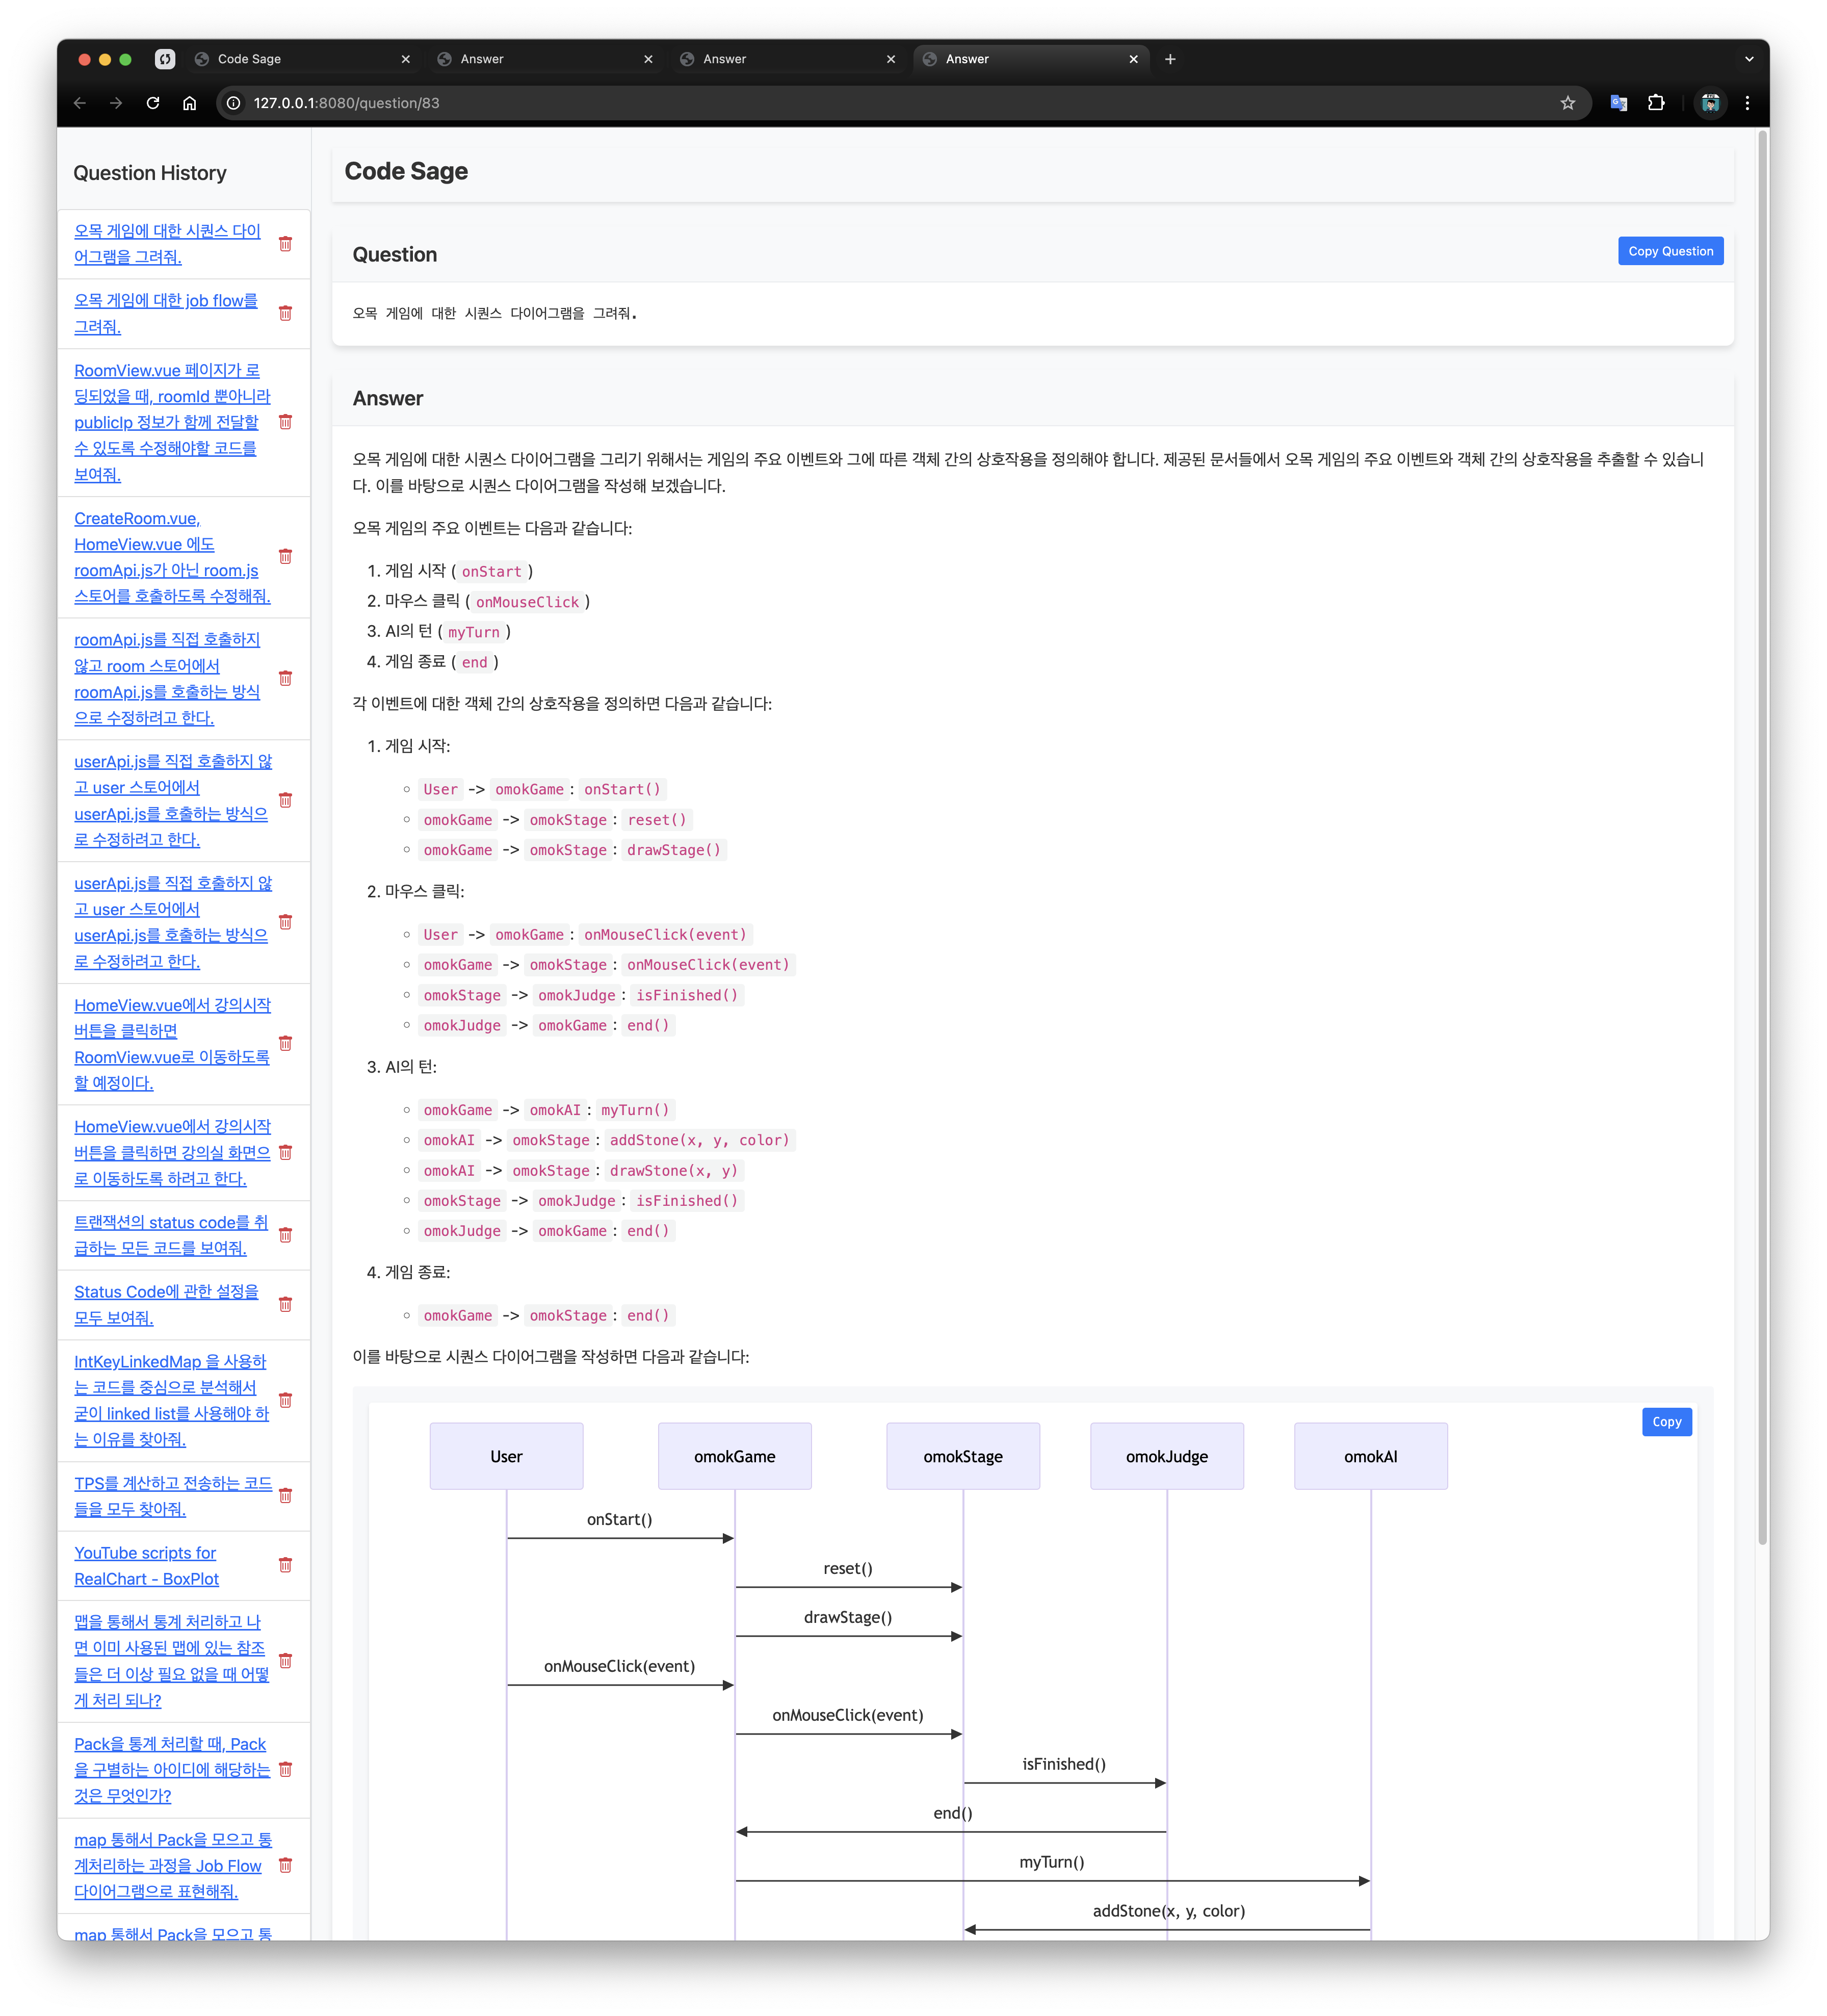 Code Sage
Answer
Answer
Answer
127.0.0.1:8080/question/83
Question History
오목 게임에 대한 시퀀스 다이
어그램을 그려줘.
오목 게임에 대한 job flow를
그려줘.
RoomView.vue 페이지가 로
딩되었을 때, roomId 뿐아니라
publicIp 정보가 함께 전달할
수 있도록 수정해야할 코드를
보여줘.
CreateRoom.vue,
HomeView.vue 에도
roomApi.js가 아닌 room.js
스토어를 호출하도록 수정해줘.
roomApi.js를 직접 호출하지
않고 room 스토어에서
roomApi.js를 호출하는 방식
으로 수정하려고 한다.
userApi.js를 직접 호출하지 않
고 user 스토어에서
userApi.js를 호출하는 방식으
로 수정하려고 한다.
userApi.js를 직접 호출하지 않
고 user 스토어에서
userApi.js를 호출하는 방식으
로 수정하려고 한다.
HomeView.vue에서 강의시작
버튼을 클릭하면
RoomView.vue로 이동하도록
할 예정이다.
HomeView.vue에서 강의시작
버튼을 클릭하면 강의실 화면으
로 이동하도록 하려고 한다.
트랜잭션의 status code를 취
급하는 모든 코드를 보여줘.
Status Code에 관한 설정을
모두 보여줘.
IntKeyLinkedMap 을 사용하
는 코드를 중심으로 분석해서
굳이 linked list를 사용해야 하
는 이유를 찾아줘.
TPS를 계산하고 전송하는 코드
들을 모두 찾아줘.
YouTube scripts for
RealChart - BoxPlot
맵을 통해서 통계 처리하고 나
면 이미 사용된 맵에 있는 참조
들은 더 이상 필요 없을 때 어떻
게 처리 되나?
Pack을 통계 처리할 때, Pack
을 구별하는 아이디에 해당하는
것은 무엇인가?
map 통해서 Pack을 모으고 통
계처리하는 과정을 Job Flow
다이어그램으로 표현해줘.
map 통해서 Pack을 모으고 통
Code Sage
Question
Copy Question
오목 게임에 대한 시퀀스 다이어그램을 그려줘.
Answer
오목 게임에 대한 시퀀스 다이어그램을 그리기 위해서는 게임의 주요 이벤트와 그에 따른 객체 간의 상호작용을 정의해야 합니다. 제공된 문서들에서 오목 게임의 주요 이벤트와 객체 간의 상호작용을 추출할 수 있습니
다. 이를 바탕으로 시퀀스 다이어그램을 작성해 보겠습니다.
오목 게임의 주요 이벤트는 다음과 같습니다:
1. 게임 시작 ( onStart )
2. 마우스 클릭 ( onMouseClick )
3. AI의 턴 ( myTurn )
4. 게임 종료 ( end )
각 이벤트에 대한 객체 간의 상호작용을 정의하면 다음과 같습니다:
1. 게임 시작:
User -> omokGame : onStart()
omokGame -> omokStage : reset()
omokGame -> omokStage : drawStage()
2. 마우스 클릭:
User -> omokGame : onMouseClick(event)
omokGame -> omokStage : onMouseClick(event)
omokStage -> omokJudge : isFinished()
omokJudge -> omokGame : end()
3. AI의 턴:
omokGame -> omokAI : myTurn()
omokAI -> omokStage : addStone(x, y, color)
omokAI -> omokStage : drawStone(x, y)
omokStage -> omokJudge : isFinished()
omokJudge -> omokGame : end()
4. 게임 종료:
omokGame -> omokStage : end()
이를 바탕으로 시퀀스 다이어그램을 작성하면 다음과 같습니다:
Copy
User omokGame omokStage omokJudge omokAI
onStart()
reset()
drawStage()
onMouseClick(event)
onMouseClick(event)
isFinished()
end()
myTurn()
addStone(x, y, color)